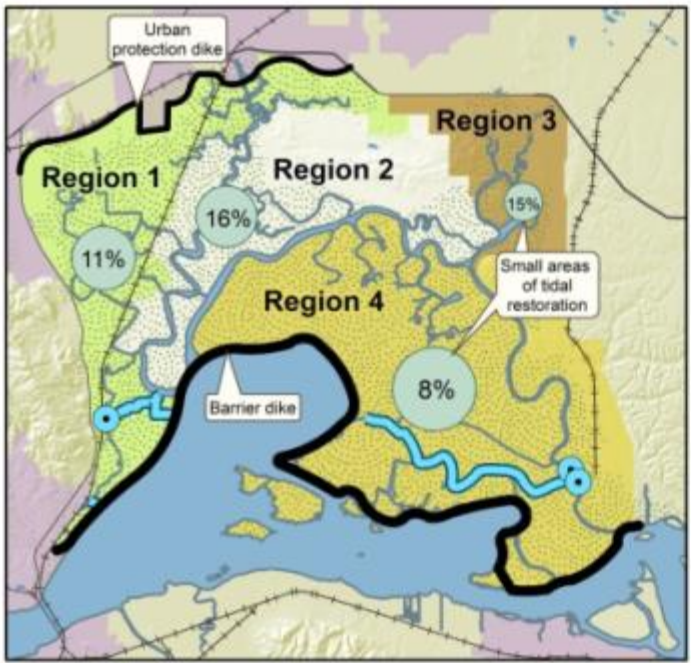 Urban
protection dike
Region 3
Region 1
Region 2
16%
15%
11%
Small areas
of tidal
restoration
Region 4
8%
Barrier dike